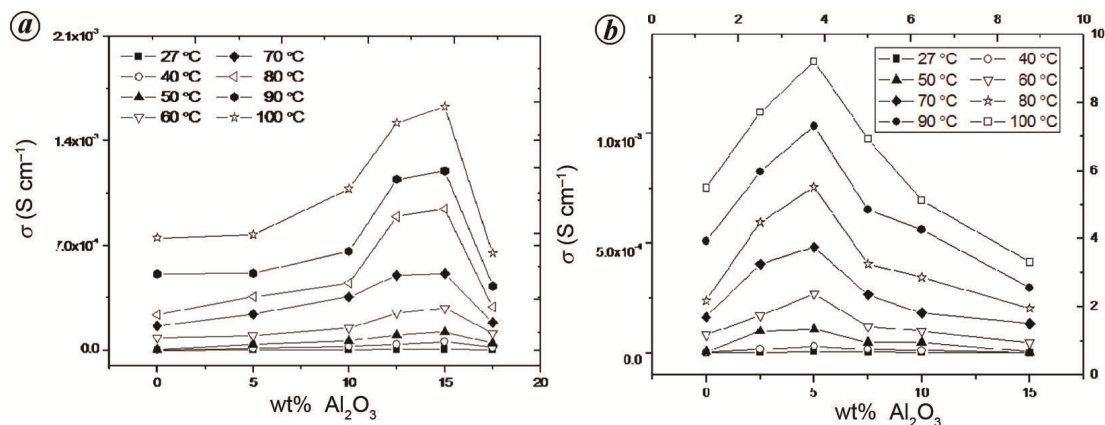 a
2.1x10⁻³
1.4x10⁻³
7.0x10⁻⁴
0.0
σ (S cm⁻¹)
27 °C
40 °C
50 °C
60 °C
70 °C
80 °C
90 °C
100 °C
0 5 10 15 20
wt% Al₂O₃
b
0 2 4 6 8 10
10
8
6
4
2
0
1.0x10⁻³
5.0x10⁻⁴
0.0
σ (S cm⁻¹)
27 °C 40 °C
50 °C 60 °C
70 °C 80 °C
90 °C 100 °C
0 5 10 15
wt% Al₂O₃